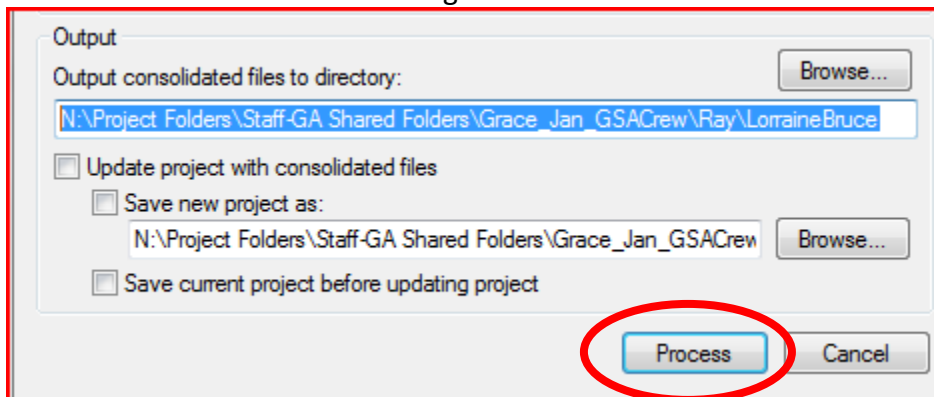 Output
Output consolidated files to directory:
Browse...
N:\Project Folders\Staff-GA Shared Folders\Grace_Jan_GSACrew\Ray\LorraineBruce
Update project with consolidated files
Save new project as:
N:\Project Folders\Staff-GA Shared Folders\Grace_Jan_GSACrew
Browse...
Save current project before updating project
Process
Cancel